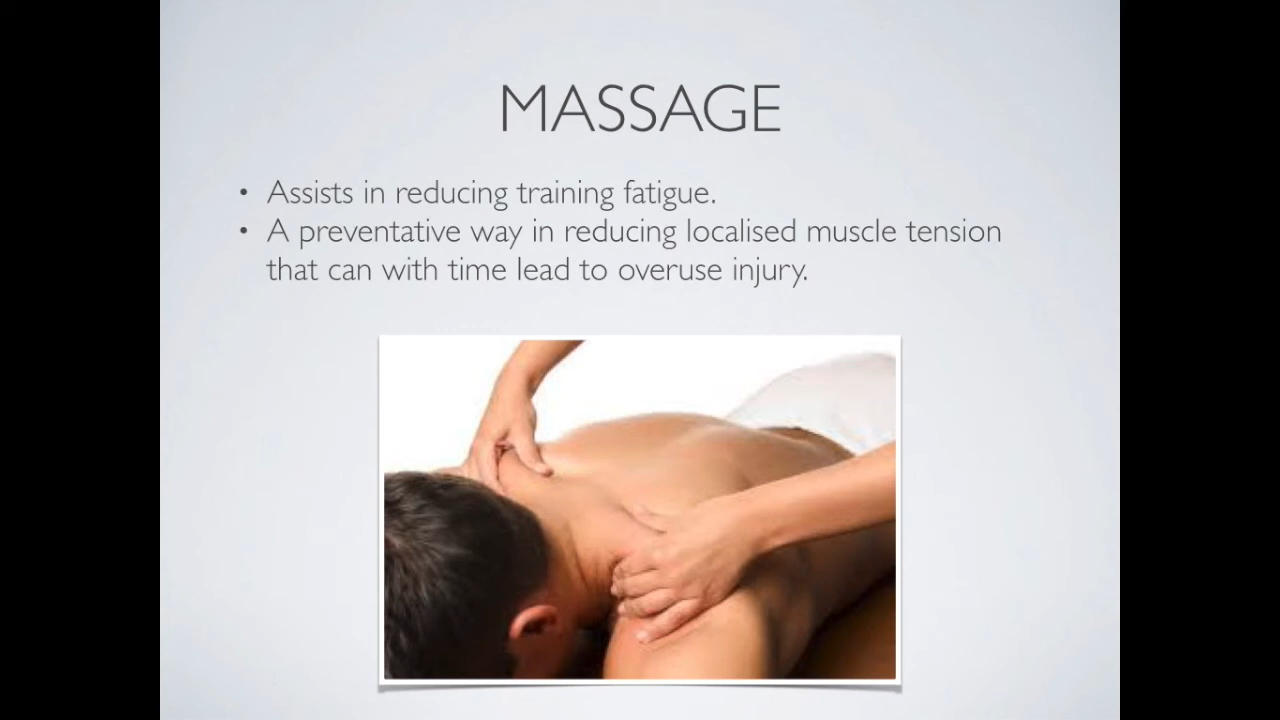 MASSAGE
• Assists in reducing training fatigue.
• A preventative way in reducing localised muscle tension
that can with time lead to overuse injury.